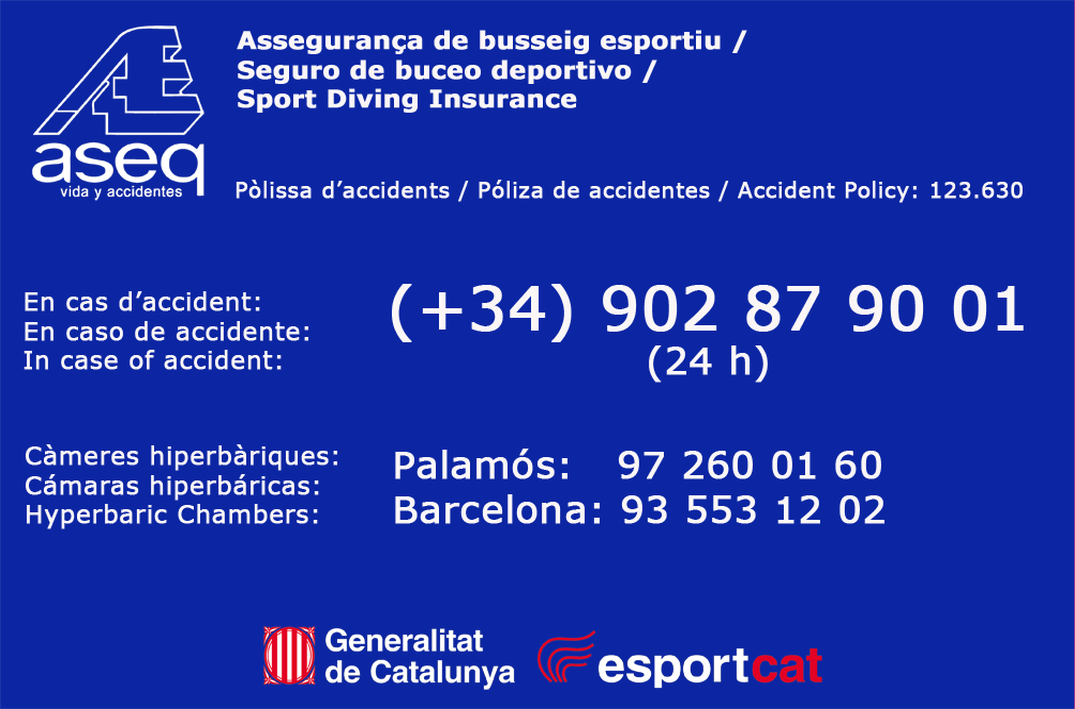 Assegurança de busseig esportiu /
Seguro de buceo deportivo /
Sport Diving Insurance
aseq
vida y accidentes
Pòlissa d’accidents / Póliza de accidentes / Accident Policy: 123.630
En cas d’accident:
En caso de accidente:
In case of accident:
(+34) 902 87 90 01
(24 h)
Càmeres hiperbàriques:
Cámaras hiperbáricas:
Hyperbaric Chambers:
Palamós: 97 260 01 60
Barcelona: 93 553 12 02
Generalitat
de Catalunya
esportcat